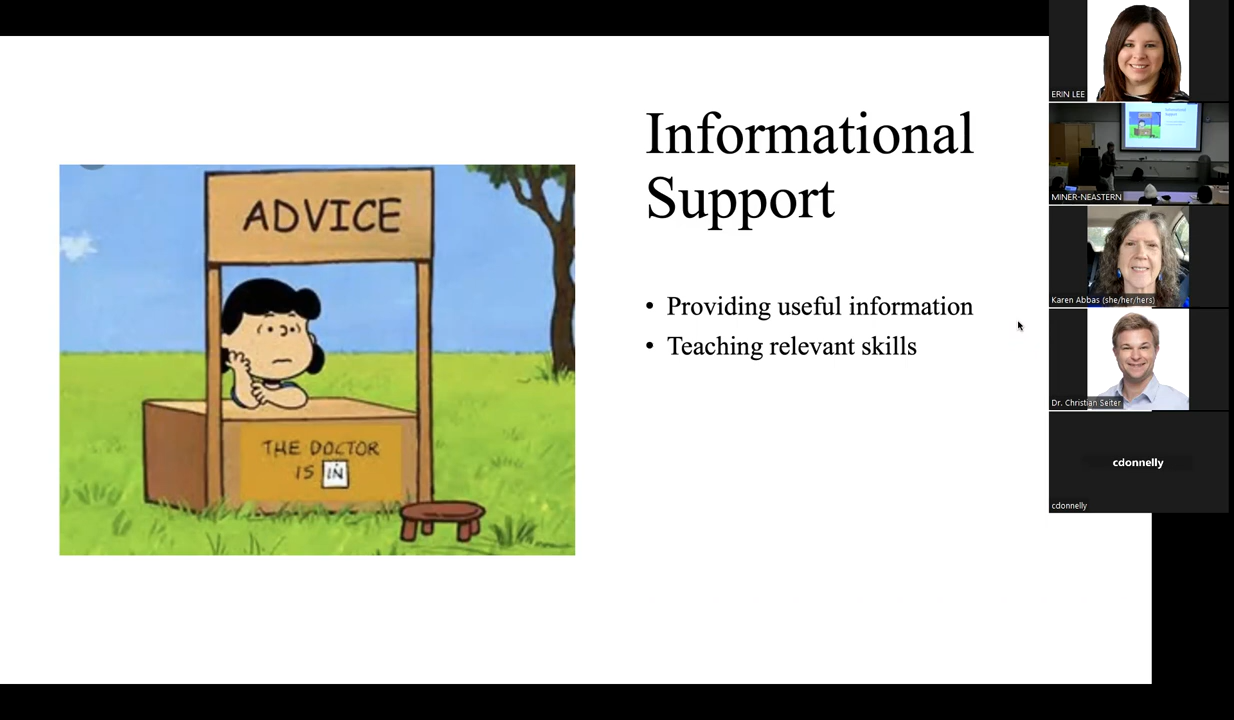 Informational
Support
• Providing useful information
• Teaching relevant skills
ADVICE
THE DOCTOR
IS IN
ERIN LEE
MINER-NEASTERN
Karen Abbas (she/her/hers)
Dr. Christian Seiter
cdonnelly
cdonnelly